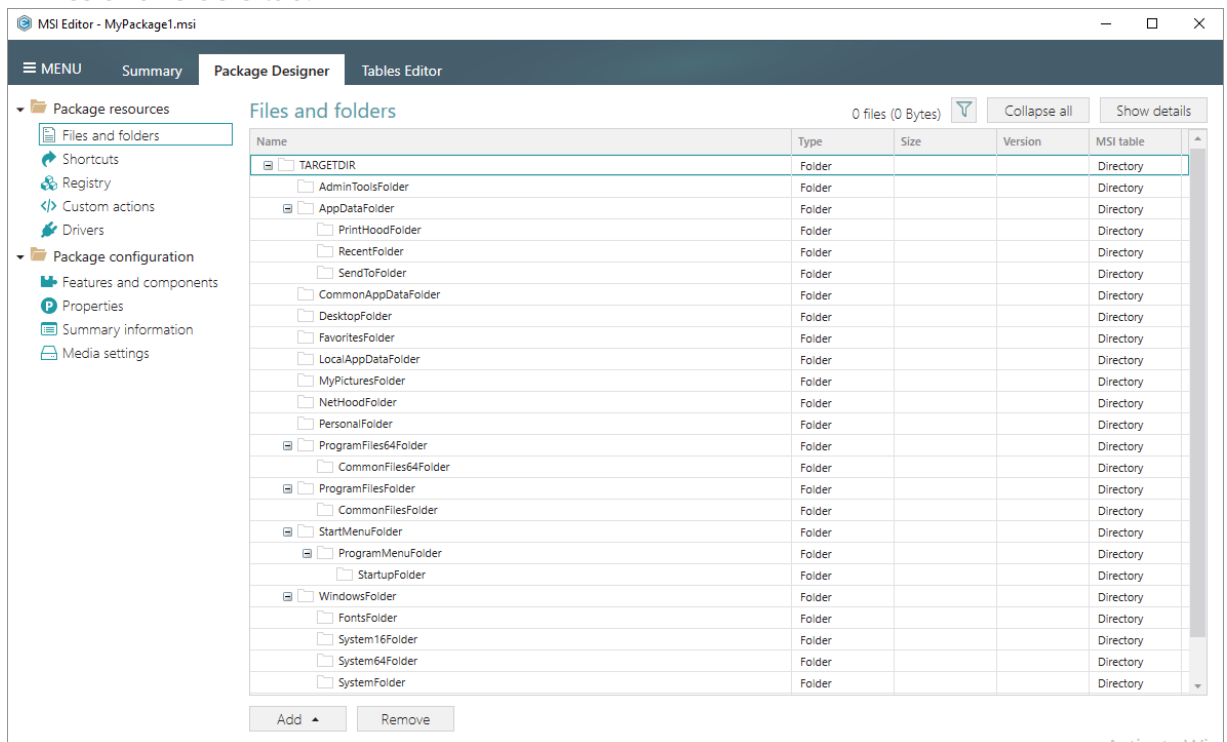 MSI Editor - MyPackage1.msi
MENU Summary Package Designer Tables Editor
Package resources
Files and folders
Shortcuts
Registry
Custom actions
Drivers
Package configuration
Features and components
Properties
Summary information
Media settings
Files and folders 0 files (0 Bytes) Collapse all Show details
Name Type Size Version MSI table
TARGETDIR Folder Directory
AdminToolsFolder Folder Directory
AppDataFolder Folder Directory
PrintHoodFolder Folder Directory
RecentFolder Folder Directory
SendToFolder Folder Directory
CommonAppDataFolder Folder Directory
DesktopFolder Folder Directory
FavoritesFolder Folder Directory
LocalAppDataFolder Folder Directory
MyPicturesFolder Folder Directory
NetHoodFolder Folder Directory
PersonalFolder Folder Directory
ProgramFiles64Folder Folder Directory
CommonFiles64Folder Folder Directory
ProgramFilesFolder Folder Directory
CommonFilesFolder Folder Directory
StartMenuFolder Folder Directory
ProgramMenuFolder Folder Directory
StartupFolder Folder Directory
WindowsFolder Folder Directory
FontsFolder Folder Directory
System16Folder Folder Directory
System64Folder Folder Directory
SystemFolder Folder Directory
Add Remove